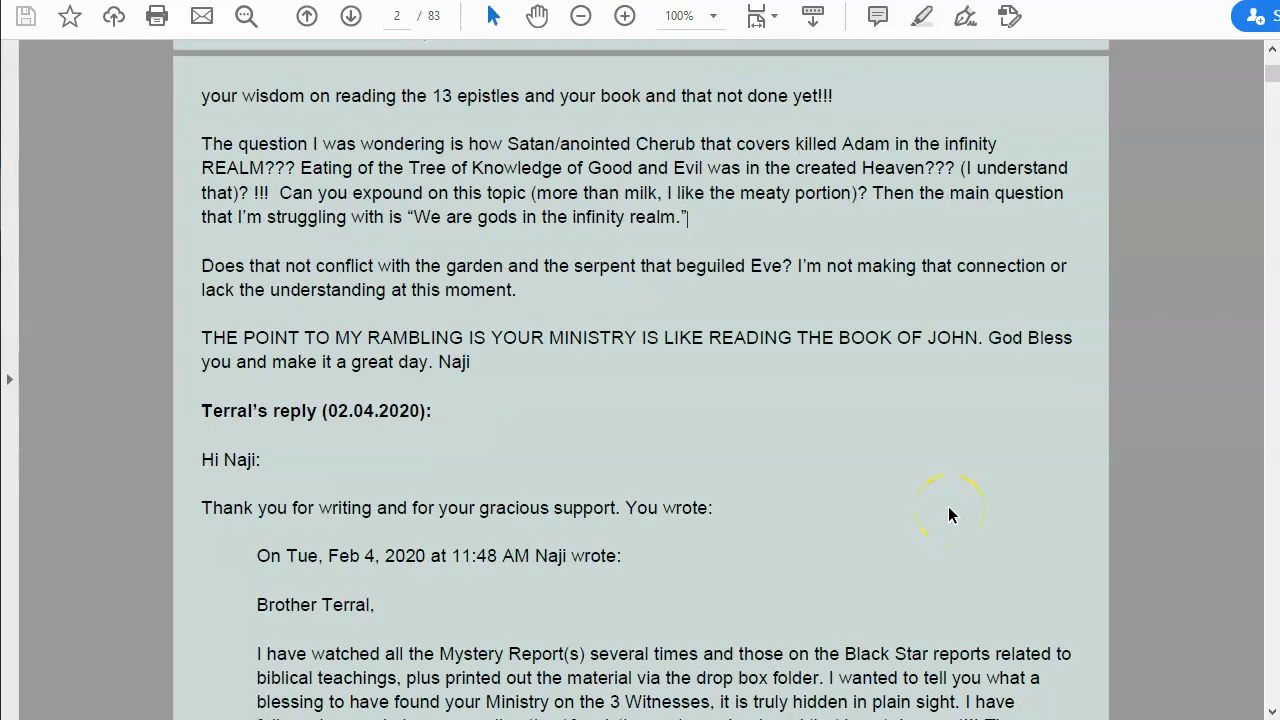 2 / 83
100%
your wisdom on reading the 13 epistles and your book and that not done yet!!!
The question I was wondering is how Satan/anointed Cherub that covers killed Adam in the infinity
REALM??? Eating of the Tree of Knowledge of Good and Evil was in the created Heaven??? (I understand
that)? !!!  Can you expound on this topic (more than milk, I like the meaty portion)? Then the main question
that I’m struggling with is “We are gods in the infinity realm.”
Does that not conflict with the garden and the serpent that beguiled Eve? I’m not making that connection or
lack the understanding at this moment.
THE POINT TO MY RAMBLING IS YOUR MINISTRY IS LIKE READING THE BOOK OF JOHN. God Bless
you and make it a great day. Naji
Terral’s reply (02.04.2020):
Hi Naji:
Thank you for writing and for your gracious support. You wrote:
On Tue, Feb 4, 2020 at 11:48 AM Naji wrote:
Brother Terral,
I have watched all the Mystery Report(s) several times and those on the Black Star reports related to
biblical teachings, plus printed out the material via the drop box folder. I wanted to tell you what a
blessing to have found your Ministry on the 3 Witnesses, it is truly hidden in plain sight. I have